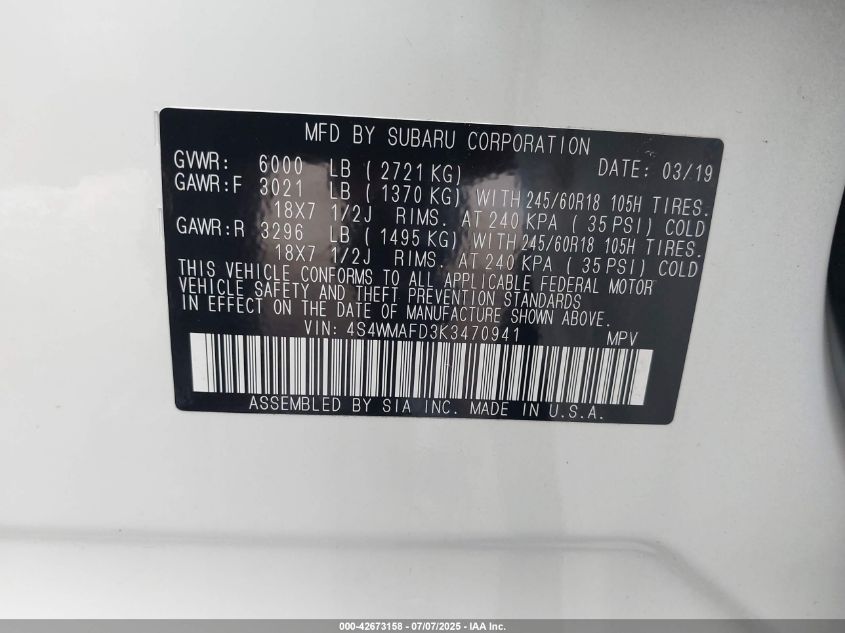 MFD BY SUBARU CORPORATION
GVWR: 6000 LB ( 2721 KG) DATE: 03/19
GAWR:F 3021 LB ( 1370 KG) WITH 245/60R18 105H TIRES.
18X7 1/2J RIMS. AT 240 KPA ( 35 PSI) COLD
GAWR:R 3296 LB ( 1495 KG) WITH 245/60R18 105H TIRES.
18X7 1/2J RIMS. AT 240 KPA ( 35 PSI) COLD
THIS VEHICLE CONFORMS TO ALL APPLICABLE FEDERAL MOTOR
VEHICLE SAFETY AND THEFT PREVENTION STANDARDS
IN EFFECT ON THE DATE OF MANUFACTURE SHOWN ABOVE.
VIN: 4S4WMAFD3K3470941 MPV
ASSEMBLED BY SIA INC. MADE IN U.S.A.
000-42673158 - 07/07/2025 - IAA Inc.